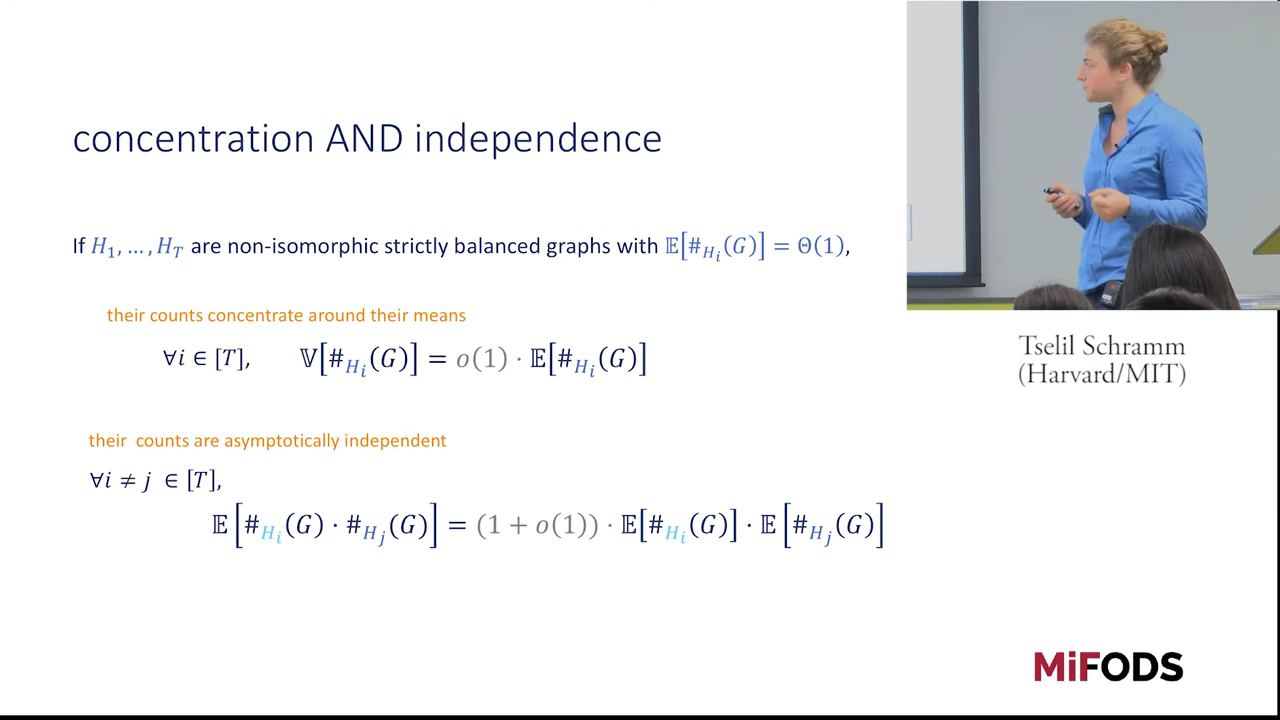 concentration AND independence
If H₁, …, H_T are non-isomorphic strictly balanced graphs with 𝔼[#_{H_i}(G)] = Θ(1),
their counts concentrate around their means
∀i ∈ [T], 𝕍[#_{H_i}(G)] = o(1) · 𝔼[#_{H_i}(G)]
their counts are asymptotically independent
∀i ≠ j ∈ [T],
𝔼[#_{H_i}(G) · #_{H_j}(G)] = (1 + o(1)) · 𝔼[#_{H_i}(G)] · 𝔼[#_{H_j}(G)]
Tselil Schramm
(Harvard/MIT)
MiFODS